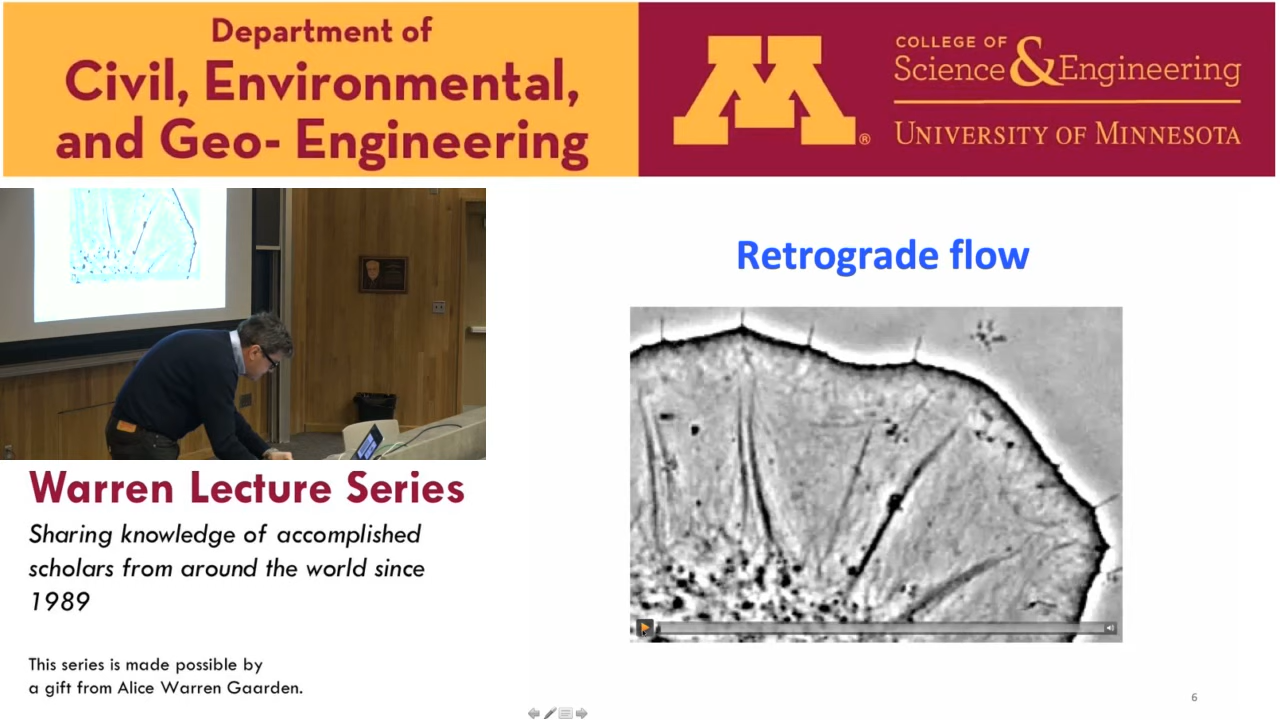 Department of
Civil, Environmental,
and Geo- Engineering
M®
COLLEGE OF
Science & Engineering
UNIVERSITY OF MINNESOTA
Retrograde flow
Warren Lecture Series
Sharing knowledge of accomplished
scholars from around the world since
1989
This series is made possible by
a gift from Alice Warren Gaarden.
6